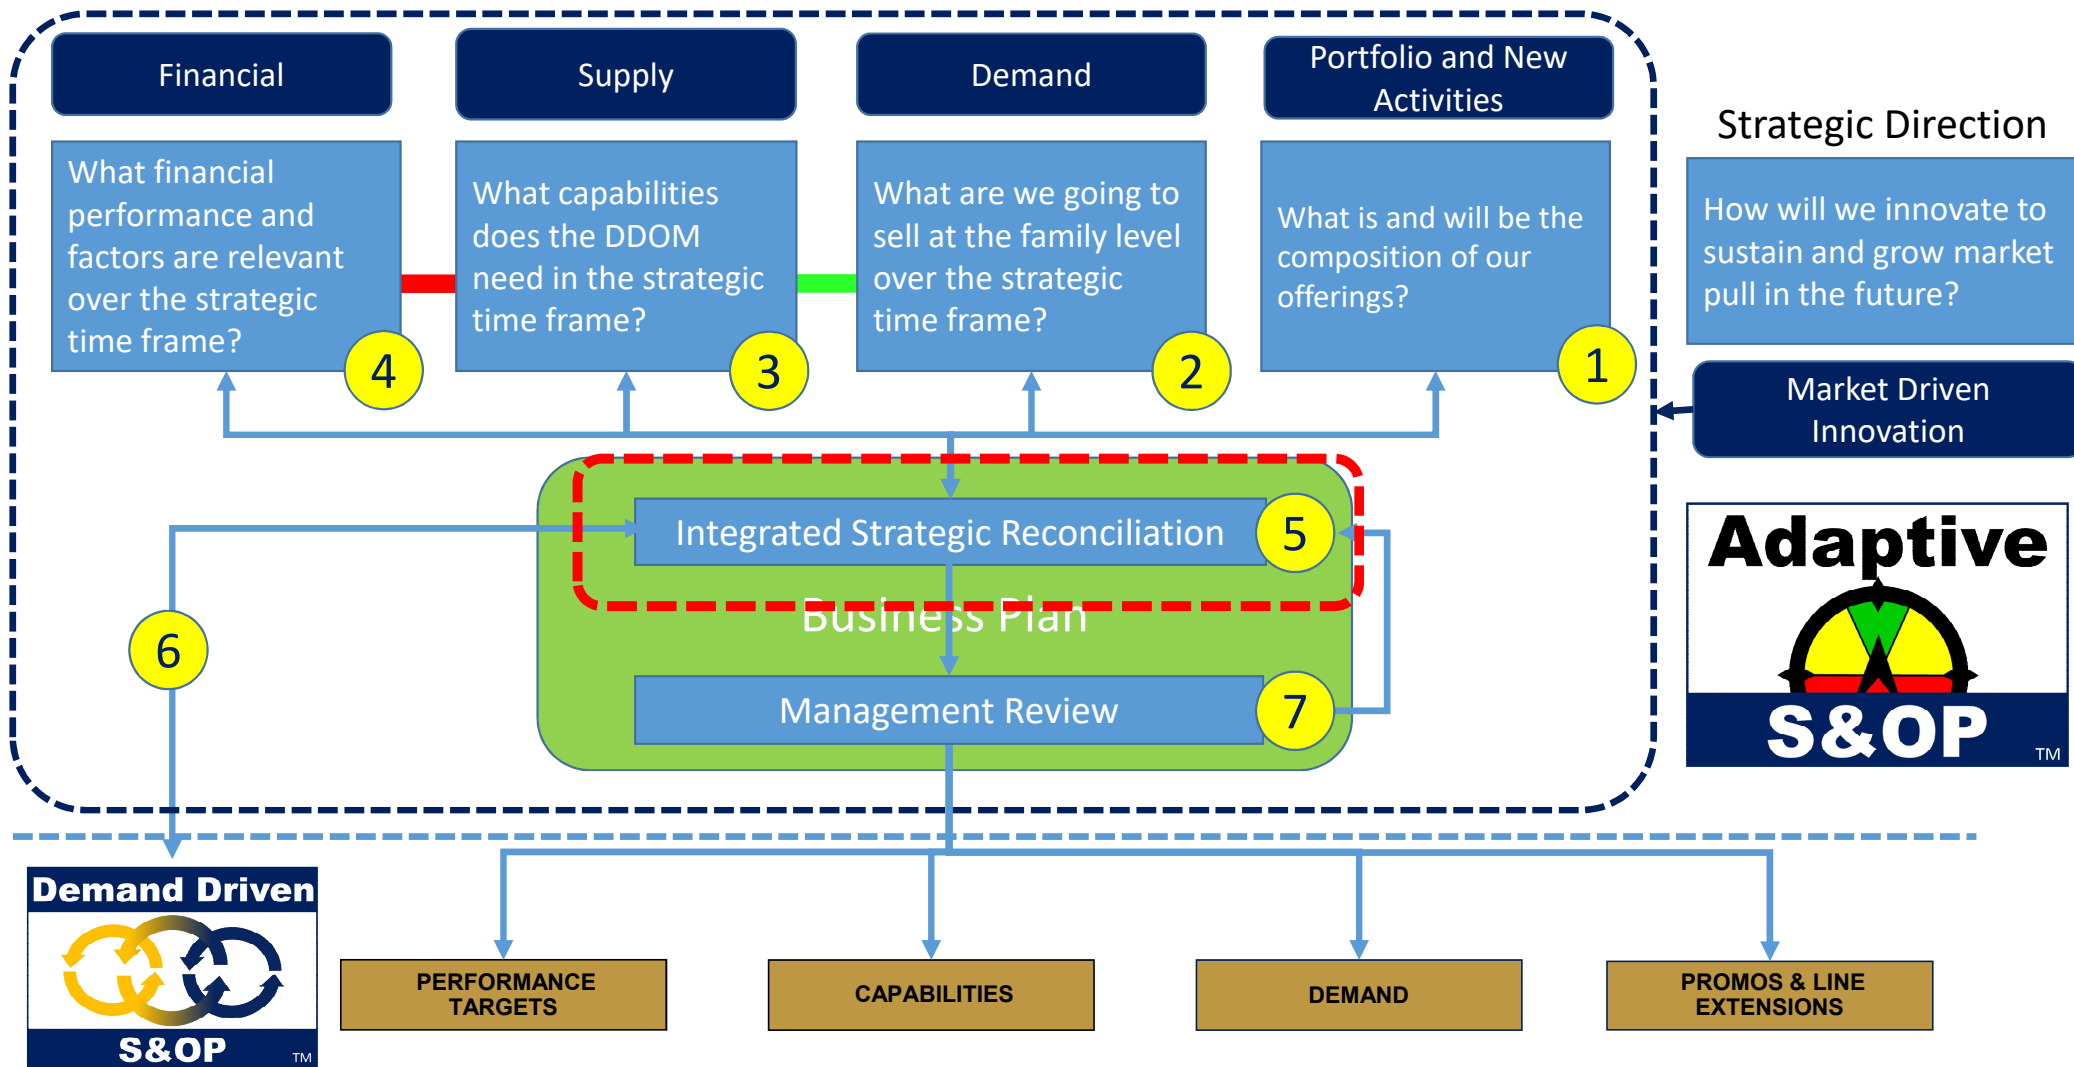 Financial
Supply
Demand
Portfolio and New
Activities
What financial
performance and
factors are relevant
over the strategic
time frame?
4
What capabilities
does the DDOM
need in the strategic
time frame?
3
What are we going to
sell at the family level
over the strategic
time frame?
2
What is and will be the
composition of our
offerings?
1
Strategic Direction
How will we innovate to
sustain and grow market
pull in the future?
Market Driven
Innovation
Integrated Strategic Reconciliation
5
Business Plan
6
Management Review
7
Adaptive
S&OP
TM
Demand Driven
S&OP
TM
PERFORMANCE
TARGETS
CAPABILITIES
DEMAND
PROMOS & LINE
EXTENSIONS